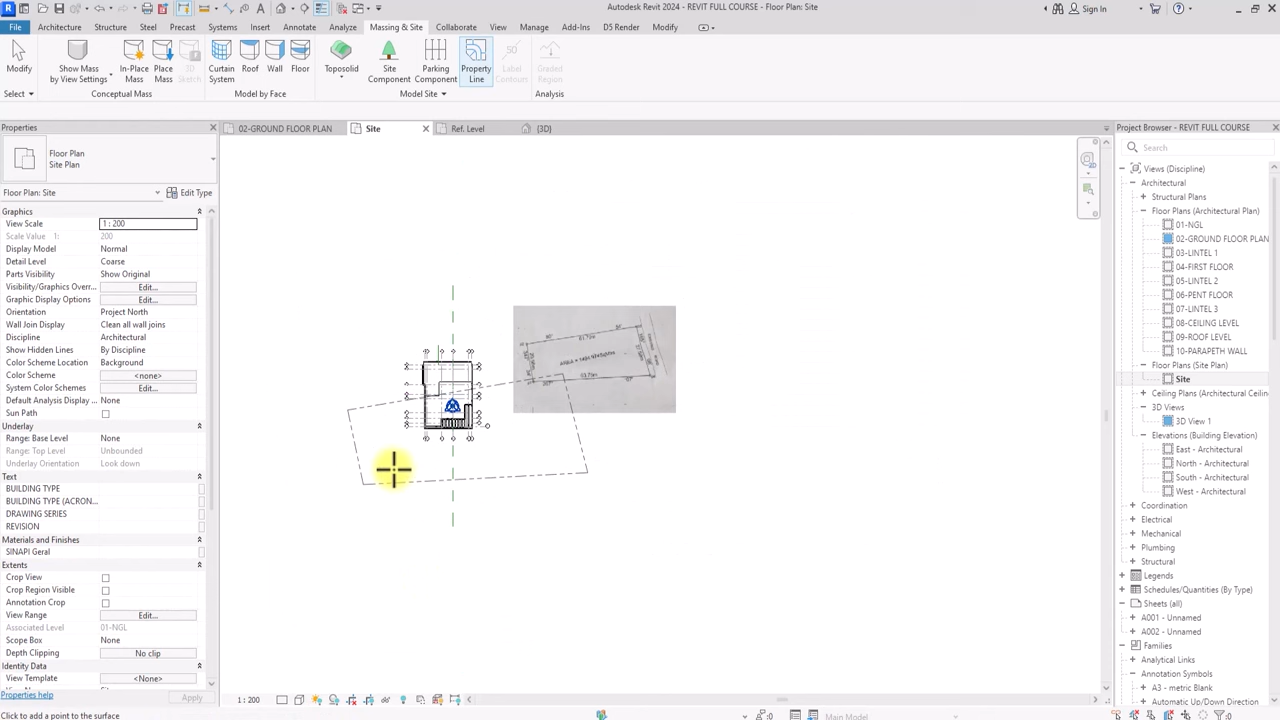 Autodesk Revit 2024 - REVIT FULL COURSE - Floor Plan: Site
Sign In
File Architecture Structure Steel Precast Systems Insert Annotate Analyze Massing & Site Collaborate View Manage Add-Ins D5 Render Modify
Modify
Show Mass by View Settings
In-Place Mass
Place Mass
3D Sketch
Curtain System
Roof
Wall
Floor
Toposolid
Site Component
Parking Component
Property Line
Label Contours
Graded Region
Select
Conceptual Mass
Model by Face
Model Site
Analysis
Properties
02-GROUND FLOOR PLAN
Site
Ref. Level
{3D}
Project Browser - REVIT FULL COURSE
Floor Plan
Site Plan
Search
Floor Plan: Site
Edit Type
Graphics
View Scale 1 : 200
Scale Value 1: 200
Display Model Normal
Detail Level Coarse
Parts Visibility Show Original
Visibility/Graphics Overr... Edit...
Graphic Display Options Edit...
Orientation Project North
Wall Join Display Clean all wall joins
Discipline Architectural
Show Hidden Lines By Discipline
Color Scheme Location Background
Color Scheme <none>
System Color Schemes Edit...
Default Analysis Display ... None
Sun Path
Underlay
Range: Base Level None
Range: Top Level Unbounded
Underlay Orientation Look down
Text
BUILDING TYPE
BUILDING TYPE (ACRON...
DRAWING SERIES
REVISION
Materials and Finishes
SINAPI Geral
Extents
Crop View
Crop Region Visible
Annotation Crop
View Range Edit...
Associated Level 01-NGL
Scope Box None
Depth Clipping No clip
Identity Data
View Template <None>
Properties help
Apply
Views (Discipline)
Architectural
Structural Plans
Floor Plans (Architectural Plan)
01-NGL
02-GROUND FLOOR PLAN
03-LINTEL 1
04-FIRST FLOOR
05-LINTEL 2
06-PENT FLOOR
07-LINTEL 3
08-CEILING LEVEL
09-ROOF LEVEL
10-PARAPETH WALL
Floor Plans (Site Plan)
Site
Ceiling Plans (Architectural Ceiling
3D Views
3D View 1
Elevations (Building Elevation)
East - Architectural
North - Architectural
South - Architectural
West - Architectural
Coordination
Electrical
Mechanical
Plumbing
Structural
Legends
Schedules/Quantities (By Type)
Sheets (all)
A001 - Unnamed
A002 - Unnamed
Families
Analytical Links
Annotation Symbols
A3 - metric Blank
Automatic Up/Down Di
1 : 200
Click to add a point to the surface
:0
Main Model
:0